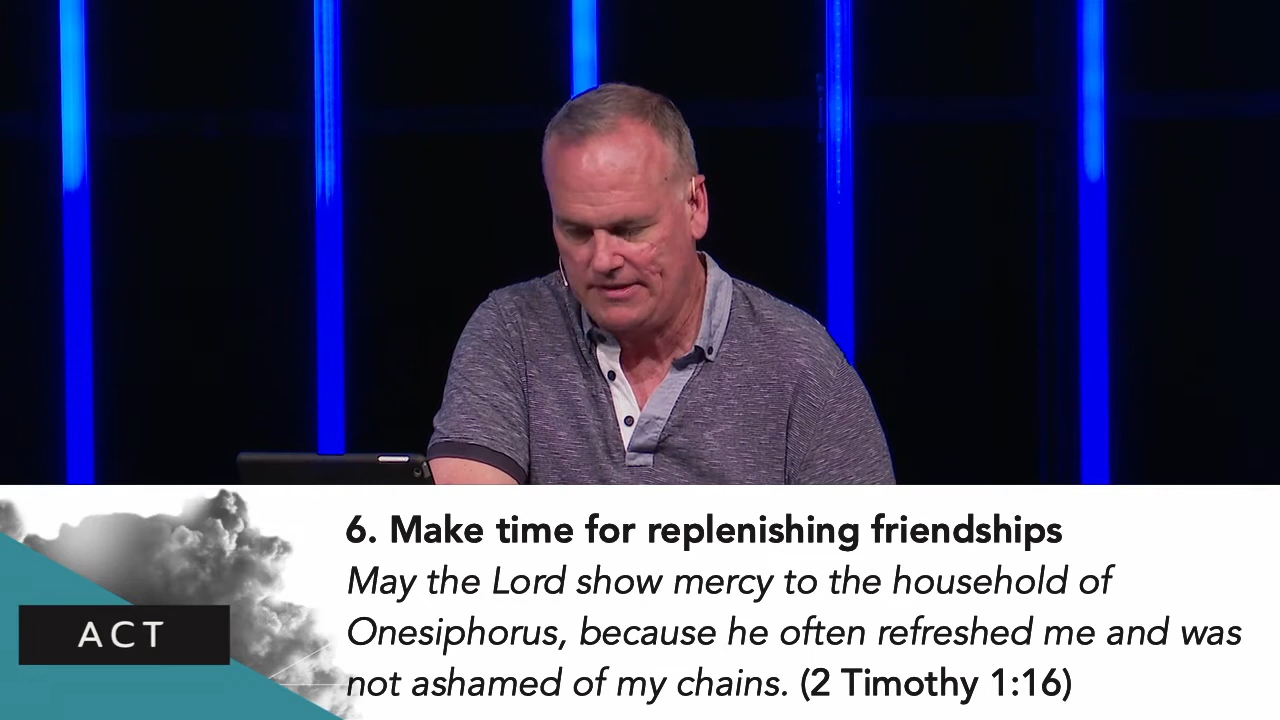 6. Make time for replenishing friendships
May the Lord show mercy to the household of
Onesiphorus, because he often refreshed me and was
not ashamed of my chains. (2 Timothy 1:16)
ACT